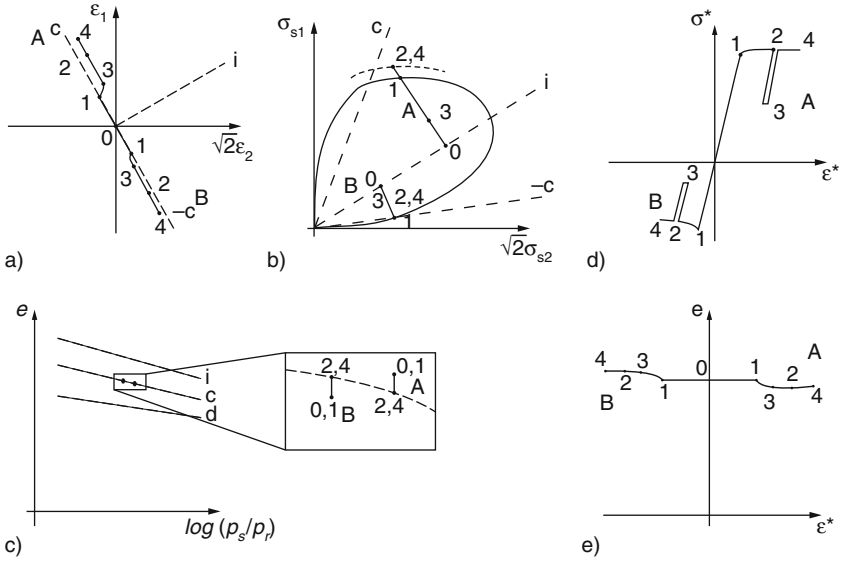 ε₁
A c 4
2
3
i
1
0
√2ε₂
1
3
2
B
–c
4
a)
σs1
c
2,4
i
1
A 3
0
B 0
3
2,4
–c
1
√2σs2
b)
σ*
1 2 4
3
A
ε*
3
B
4 2 1
d)
e
i
c
d
2,4
0,1
A
0,1 B
2,4
log (ps/pr)
c)
e
A
4 3
2
0
1
B
1
2
3 4
ε*
e)